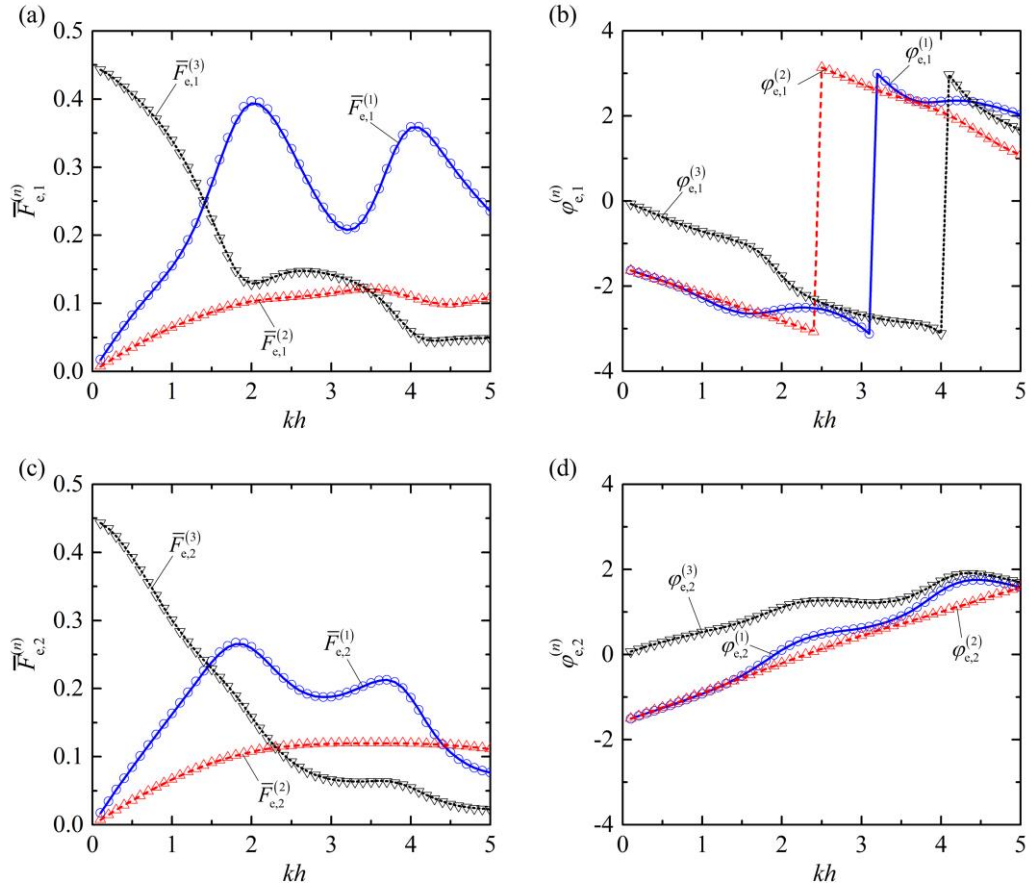 (a)
0.5
0.4
0.3
0.2
0.1
0.0
F̅e,1(n)
F̅e,1(3)
F̅e,1(1)
F̅e,1(2)
0 1 2 3 4 5
kh
(b)
4
2
0
-2
-4
φe,1(n)
φe,1(2)
φe,1(1)
φe,1(3)
0 1 2 3 4 5
kh
(c)
0.5
0.4
0.3
0.2
0.1
0.0
F̅e,2(n)
F̅e,2(3)
F̅e,2(1)
F̅e,2(2)
0 1 2 3 4 5
kh
(d)
4
2
0
-2
-4
φe,2(n)
φe,2(3)
φe,2(1)
φe,2(2)
0 1 2 3 4 5
kh